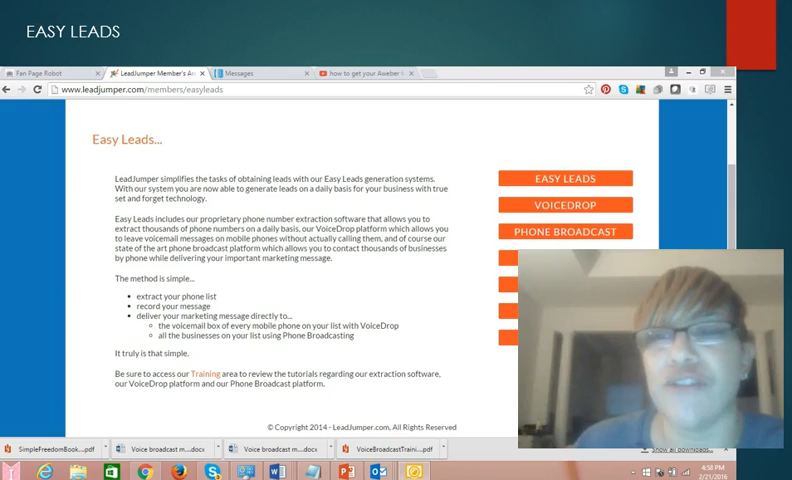 EASY LEADS
Fan Page Robot
LeadJumper Member's Ar
Messages
how to get your Aweber l
www.leadjumper.com/members/easyleads
Easy Leads...
LeadJumper simplifies the tasks of obtaining leads with our Easy Leads generation systems.
With our system you are now able to generate leads on a daily basis for your business with true
set and forget technology.
Easy Leads includes our proprietary phone number extraction software that allows you to
extract thousands of phone numbers on a daily basis, our VoiceDrop platform which allows you
to leave voicemail messages on mobile phones without actually calling them, and of course our
state of the art phone broadcast platform which allows you to contact thousands of businesses
by phone while delivering your important marketing message.
The method is simple...
• extract your phone list
• record your message
• deliver your marketing message directly to...
◦ the voicemail box of every mobile phone on your list with VoiceDrop
◦ all the businesses on your list using Phone Broadcasting
It truly is that simple.
Be sure to access our Training area to review the tutorials regarding our extraction software,
our VoiceDrop platform and our Phone Broadcast platform.
EASY LEADS
VOICEDROP
PHONE BROADCAST
© Copyright 2014 - LeadJumper.com. All Rights Reserved
SimpleFreedomBook....pdf
Voice broadcast m....docx
Voice broadcast m....docx
VoiceBroadcastTraini....pdf
Show all downloads...
4:58 PM
2/21/2016